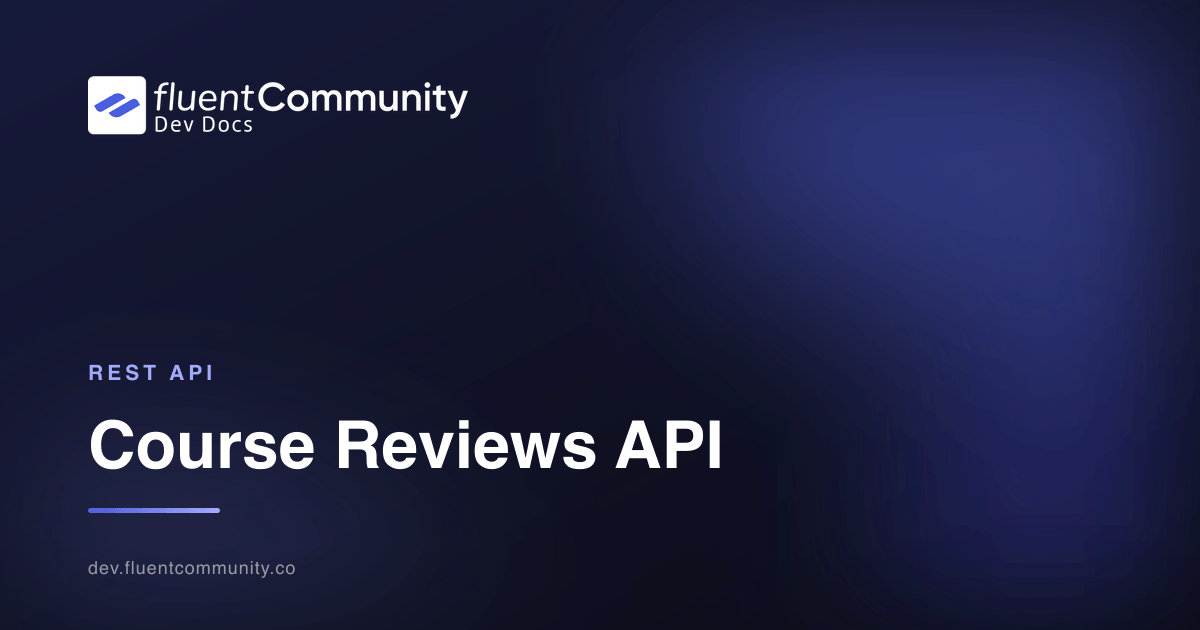 fluentCommunity
Dev Docs
REST API
Course Reviews API
dev.fluentcommunity.co